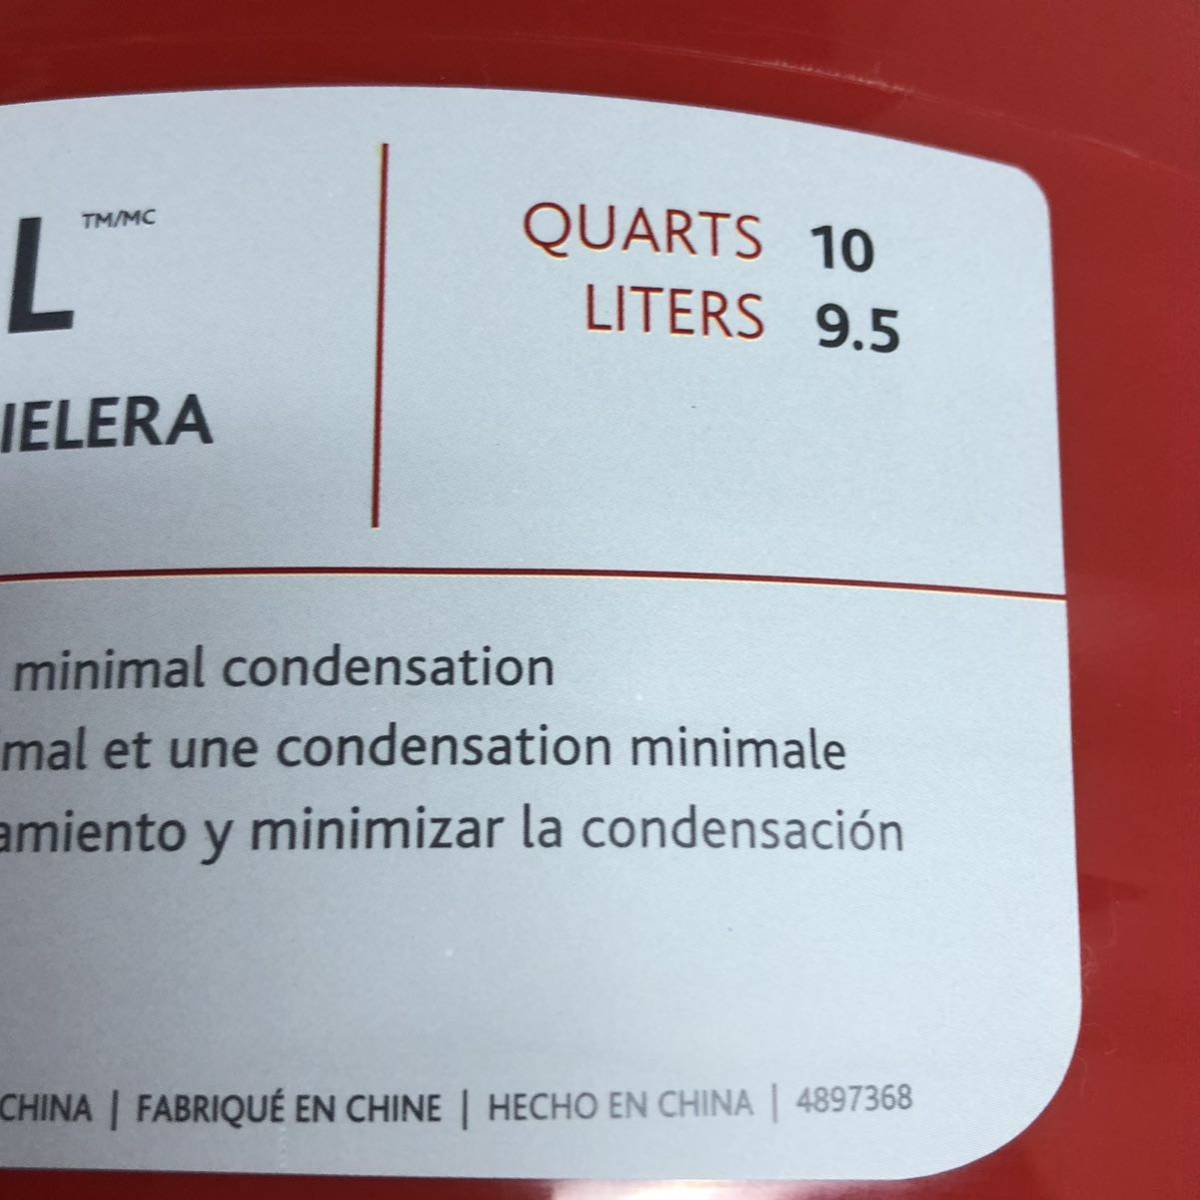 L TM/MC
IELERA
QUARTS 10
LITERS 9.5
minimal condensation
mal et une condensation minimale
amiento y minimizar la condensación
CHINA | FABRIQUÉ EN CHINE | HECHO EN CHINA | 4897368